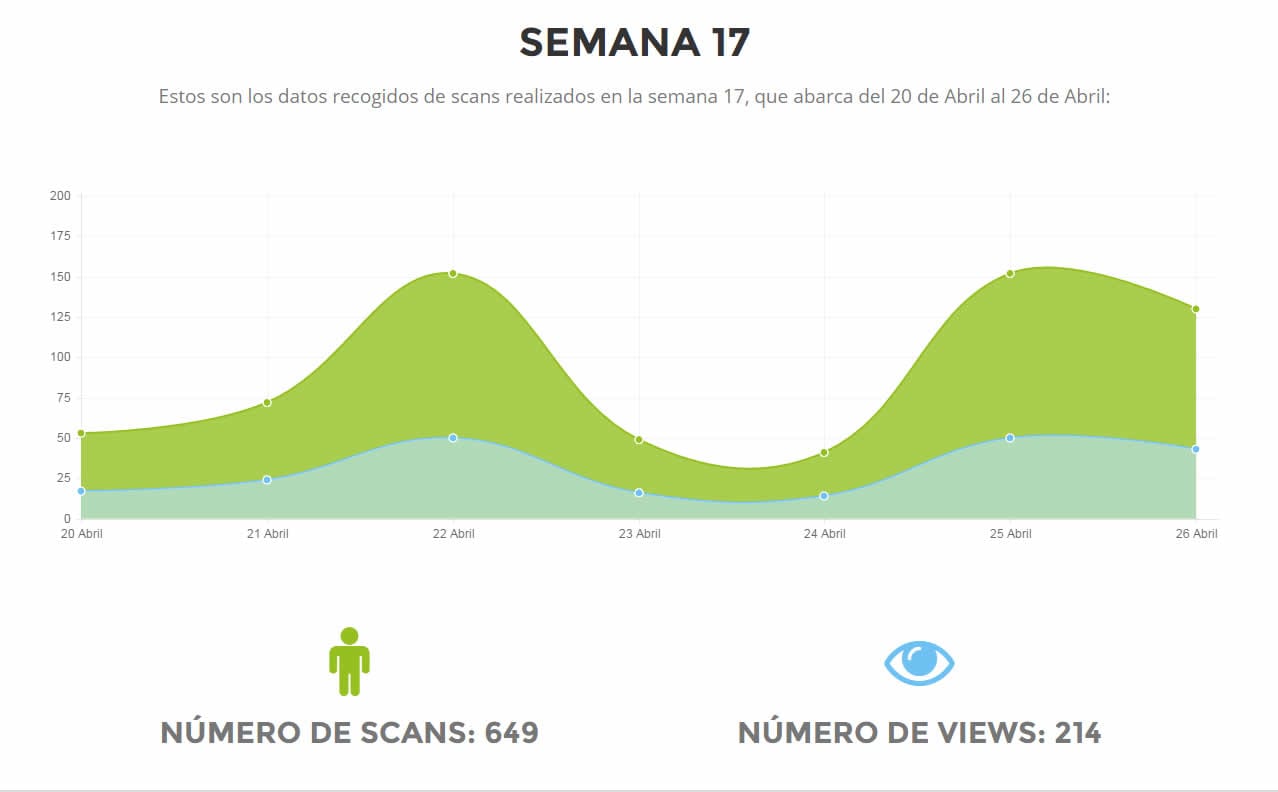 SEMANA 17
Estos son los datos recogidos de scans realizados en la semana 17, que abarca del 20 de Abril al 26 de Abril:
200
175
150
125
100
75
50
25
0
20 Abril 21 Abril 22 Abril 23 Abril 24 Abril 25 Abril 26 Abril
NÚMERO DE SCANS: 649 NÚMERO DE VIEWS: 214